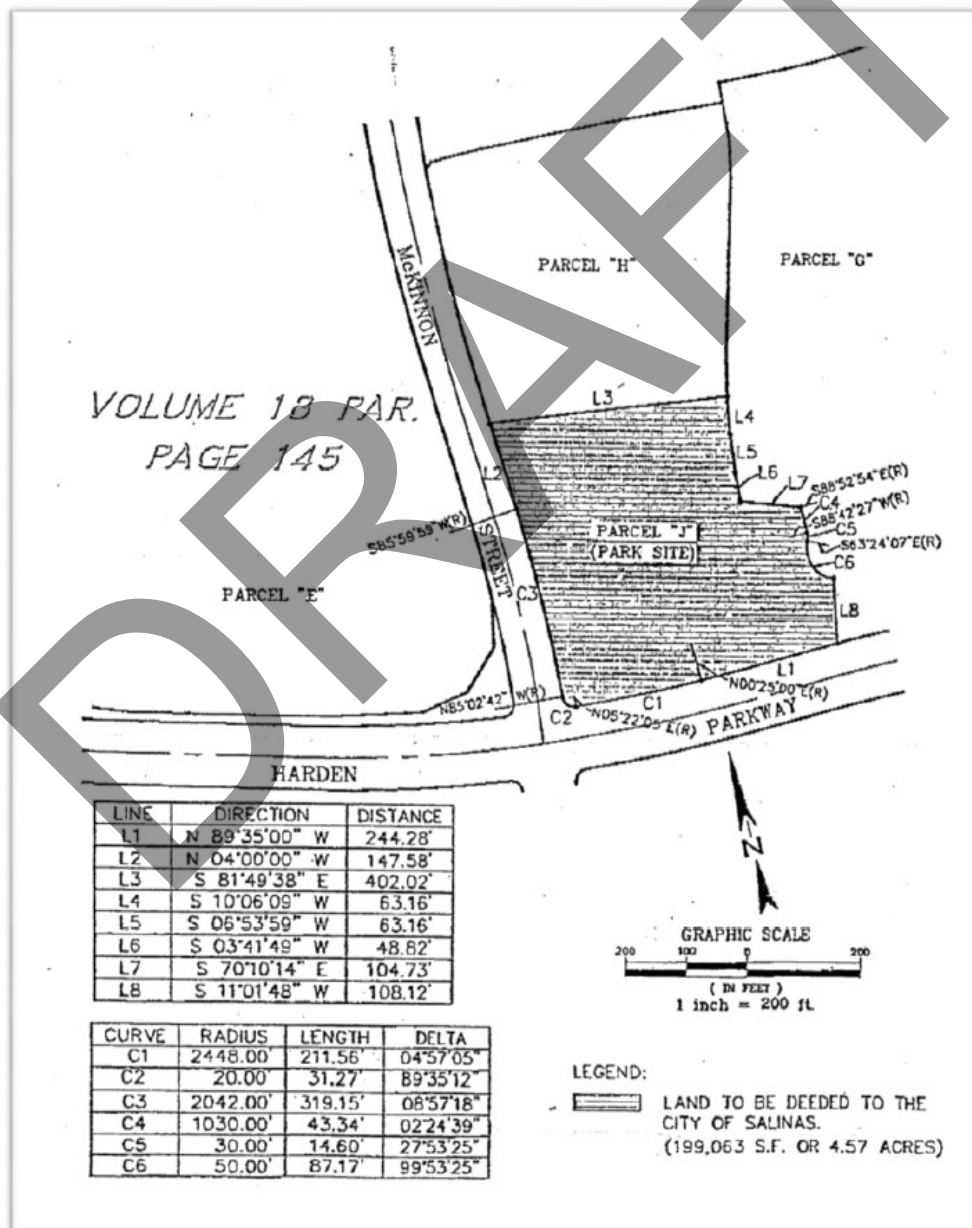 DRAFT
PARCEL "H"
PARCEL "G"
McKINNON
STREET
VOLUME 18 PAR.
PAGE 145
L3
L4
L5
L6
L7
S88°52'54"E(R)
C4
S88°42'27"W(R)
C5
S63°24'07"E(R)
C6
L2
S85°59'59"W(R)
PARCEL "J"
(PARK SITE)
PARCEL "E"
C3
L8
L1
N00°25'00"E(R)
C1
N85°02'42" W(R)
C2
N05°22'05"E(R)
PARKWAY
HARDEN
LINE DIRECTION DISTANCE
L1 N 89°35'00" W 244.28'
L2 N 04°00'00" W 147.58'
L3 S 81°49'38" E 402.02'
L4 S 10°06'09" W 63.16'
L5 S 06°53'59" W 63.16'
L6 S 03°41'49" W 48.82'
L7 S 70°10'14" E 104.73'
L8 S 11°01'48" W 108.12'
N
GRAPHIC SCALE
200 100 0 200
( IN FEET )
1 inch = 200 ft.
CURVE RADIUS LENGTH DELTA
C1 2448.00' 211.56' 04°57'05"
C2 20.00' 31.27' 89°35'12"
C3 2042.00' 319.15' 08°57'18"
C4 1030.00' 43.34' 02°24'39"
C5 30.00' 14.60' 27°53'25"
C6 50.00' 87.17' 99°53'25"
LEGEND:
LAND TO BE DEEDED TO THE
CITY OF SALINAS.
(199,063 S.F. OR 4.57 ACRES)